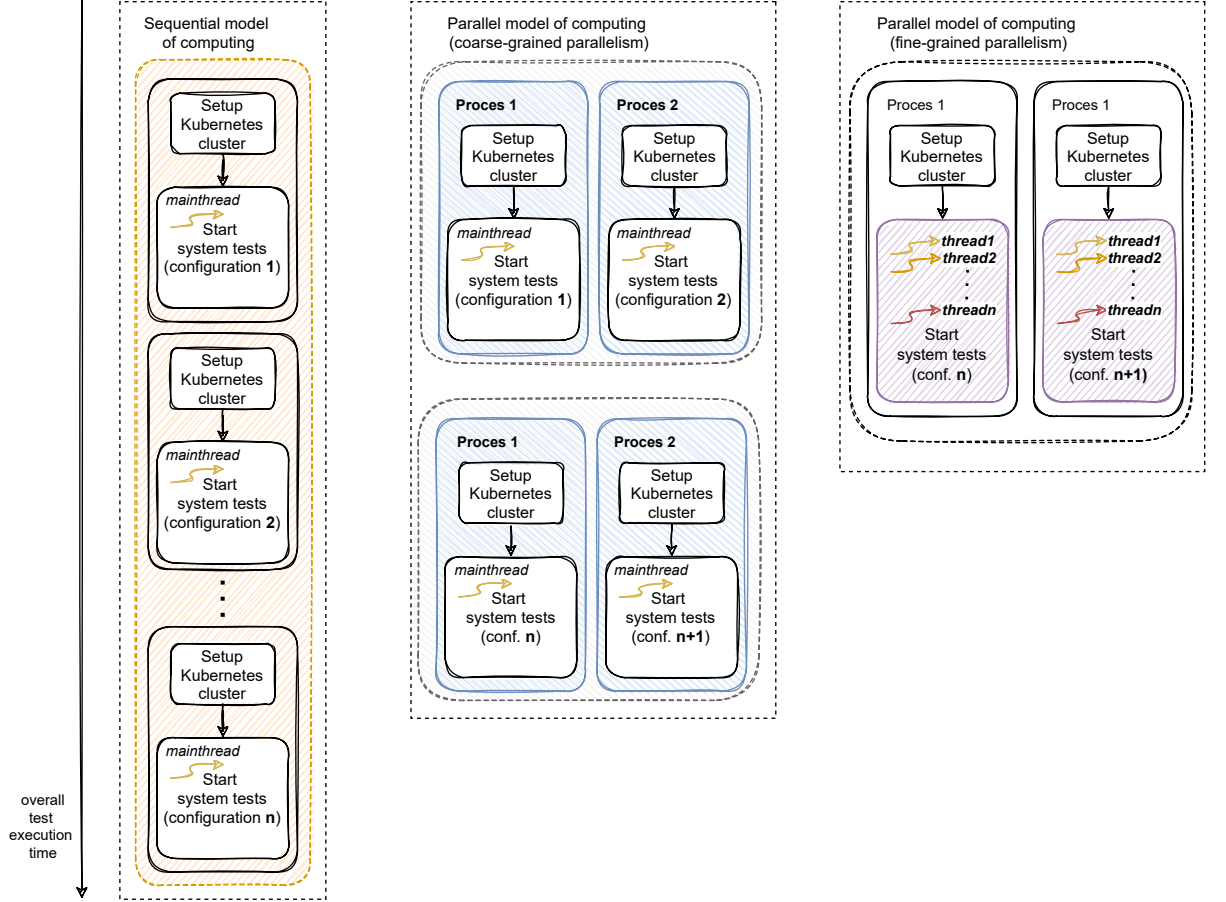 Sequential model
of computing
Setup
Kubernetes
cluster
mainthread
Start
system tests
(configuration 1)
Setup
Kubernetes
cluster
mainthread
Start
system tests
(configuration 2)
.
.
.
Setup
Kubernetes
cluster
mainthread
Start
system tests
(configuration n)
overall
test
execution
time
Parallel model of computing
(coarse-grained parallelism)
Proces 1
Setup
Kubernetes
cluster
mainthread
Start
system tests
(configuration 1)
Proces 2
Setup
Kubernetes
cluster
mainthread
Start
system tests
(configuration 2)
Proces 1
Setup
Kubernetes
cluster
mainthread
Start
system tests
(conf. n)
Proces 2
Setup
Kubernetes
cluster
mainthread
Start
system tests
(conf. n+1)
Parallel model of computing
(fine-grained parallelism)
Proces 1
Setup
Kubernetes
cluster
thread1
thread2
.
.
.
threadn
Start
system tests
(conf. n)
Proces 1
Setup
Kubernetes
cluster
thread1
thread2
.
.
.
threadn
Start
system tests
(conf. n+1)